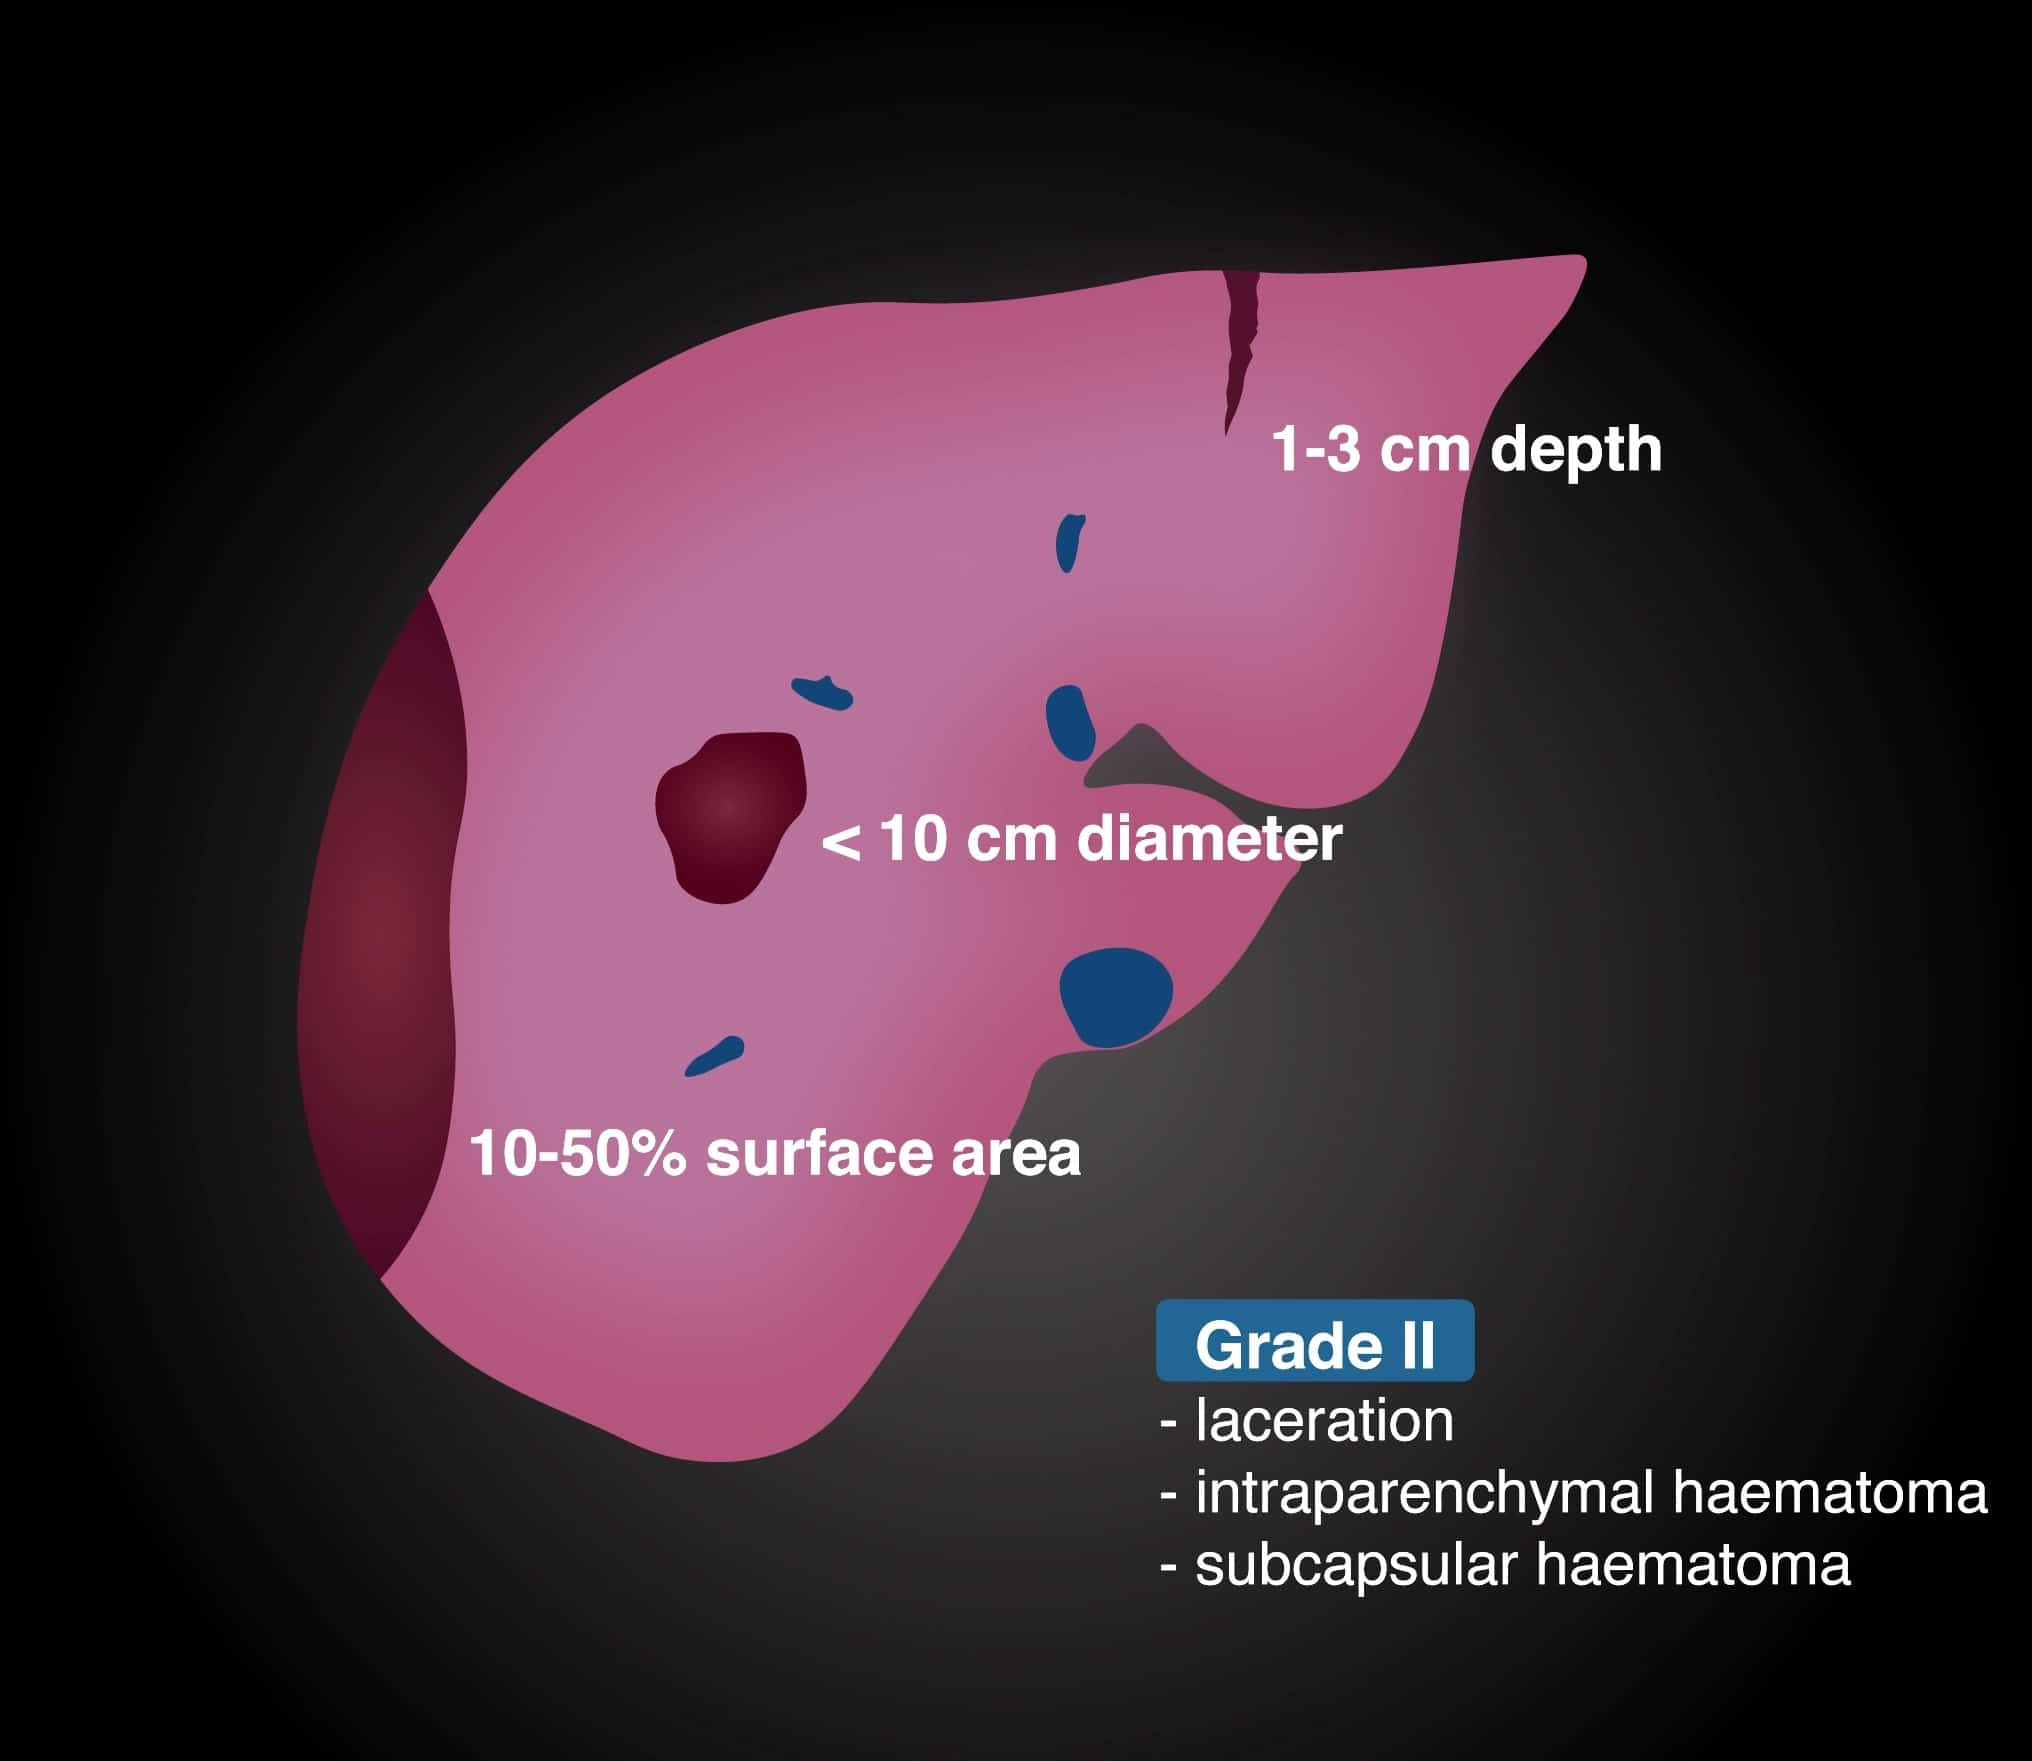 1-3 cm depth
< 10 cm diameter
10-50% surface area
Grade II
- laceration
- intraparenchymal haematoma
- subcapsular haematoma